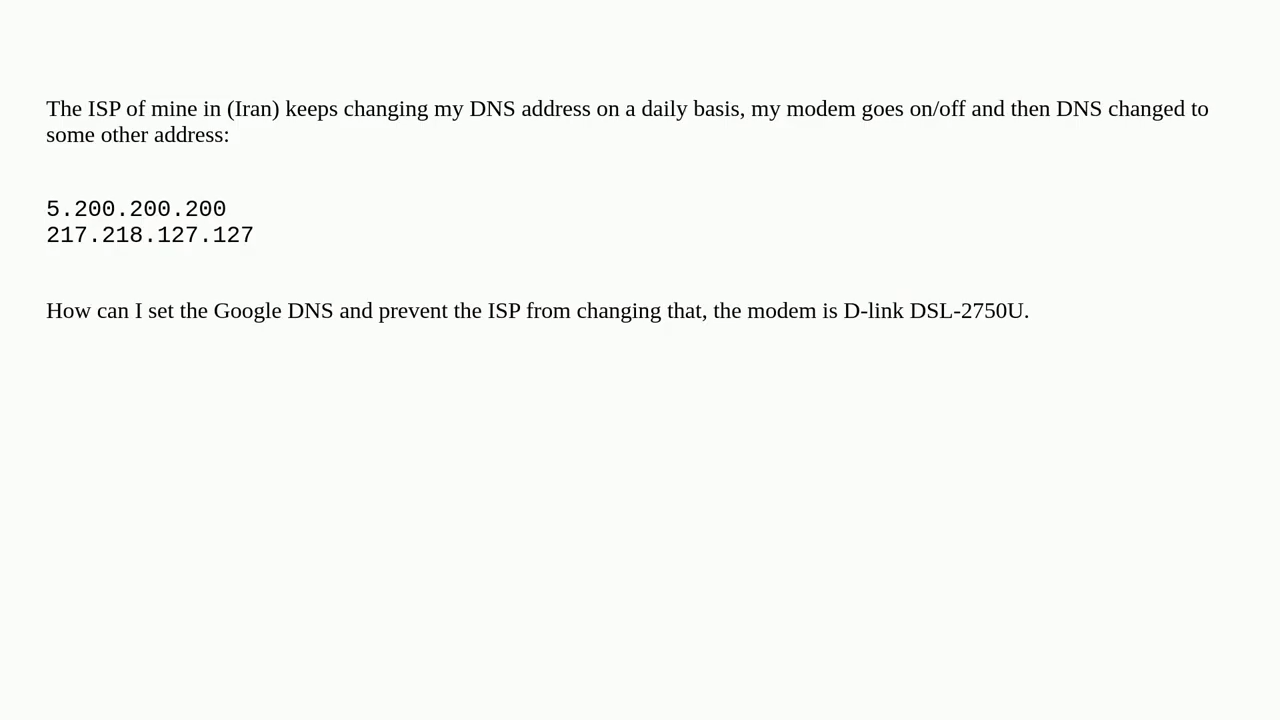 The ISP of mine in (Iran) keeps changing my DNS address on a daily basis, my modem goes on/off and then DNS changed to
some other address:
5.200.200.200
217.218.127.127
How can I set the Google DNS and prevent the ISP from changing that, the modem is D-link DSL-2750U.